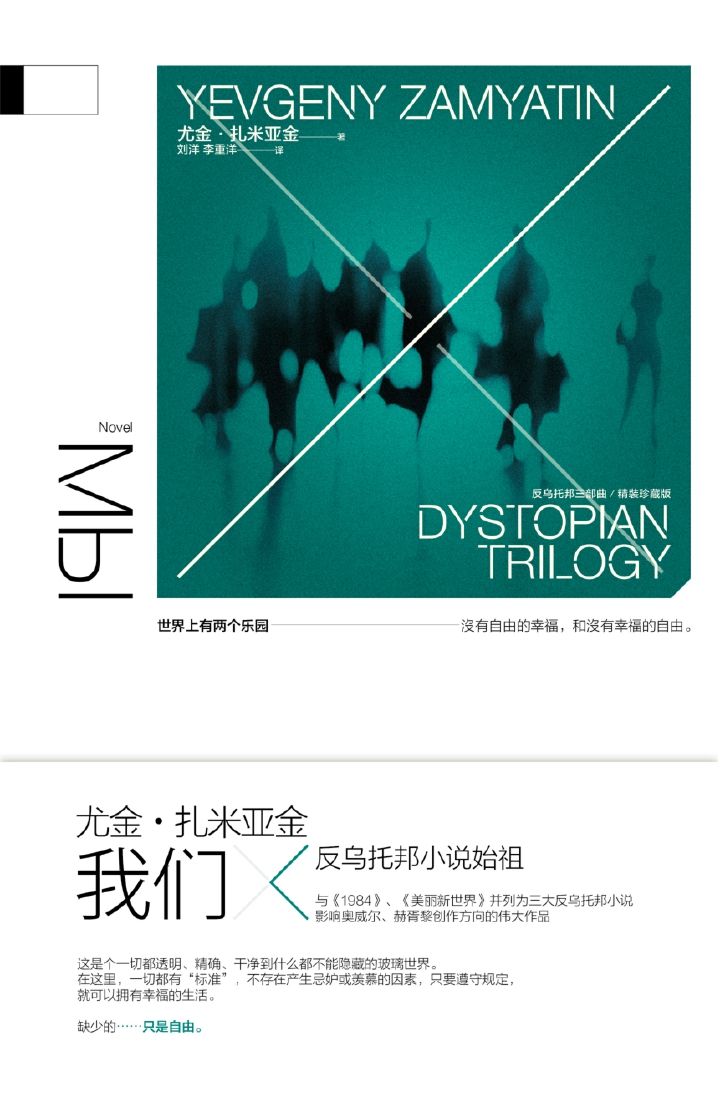 YEVGENY ZAMYATIN
尤金·扎米亚金——著
刘洋 李重洋——译
Novel
МЫ
反乌托邦三部曲 / 精装珍藏版
DYSTOPIAN
TRILOGY
世界上有两个乐园——沒有自由的幸福，和沒有幸福的自由。
尤金·扎米亚金
我们
反乌托邦小说始祖
与《1984》、《美丽新世界》并列为三大反乌托邦小说
影响奥威尔、赫胥黎创作方向的伟大作品
这是个一切都透明、精确、干净到什么都不能隐藏的玻璃世界。
在这里，一切都有“标准”，不存在产生忌妒或羡慕的因素，只要遵守规定，
就可以拥有幸福的生活。
缺少的……只是自由。